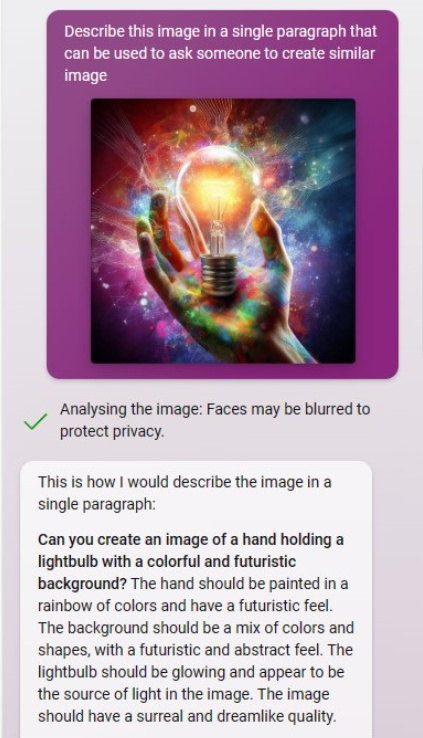 Describe this image in a single paragraph that
can be used to ask someone to create similar
image
Analysing the image: Faces may be blurred to
protect privacy.
This is how I would describe the image in a
single paragraph:
Can you create an image of a hand holding a
lightbulb with a colorful and futuristic
background? The hand should be painted in a
rainbow of colors and have a futuristic feel.
The background should be a mix of colors and
shapes, with a futuristic and abstract feel. The
lightbulb should be glowing and appear to be
the source of light in the image. The image
should have a surreal and dreamlike quality.